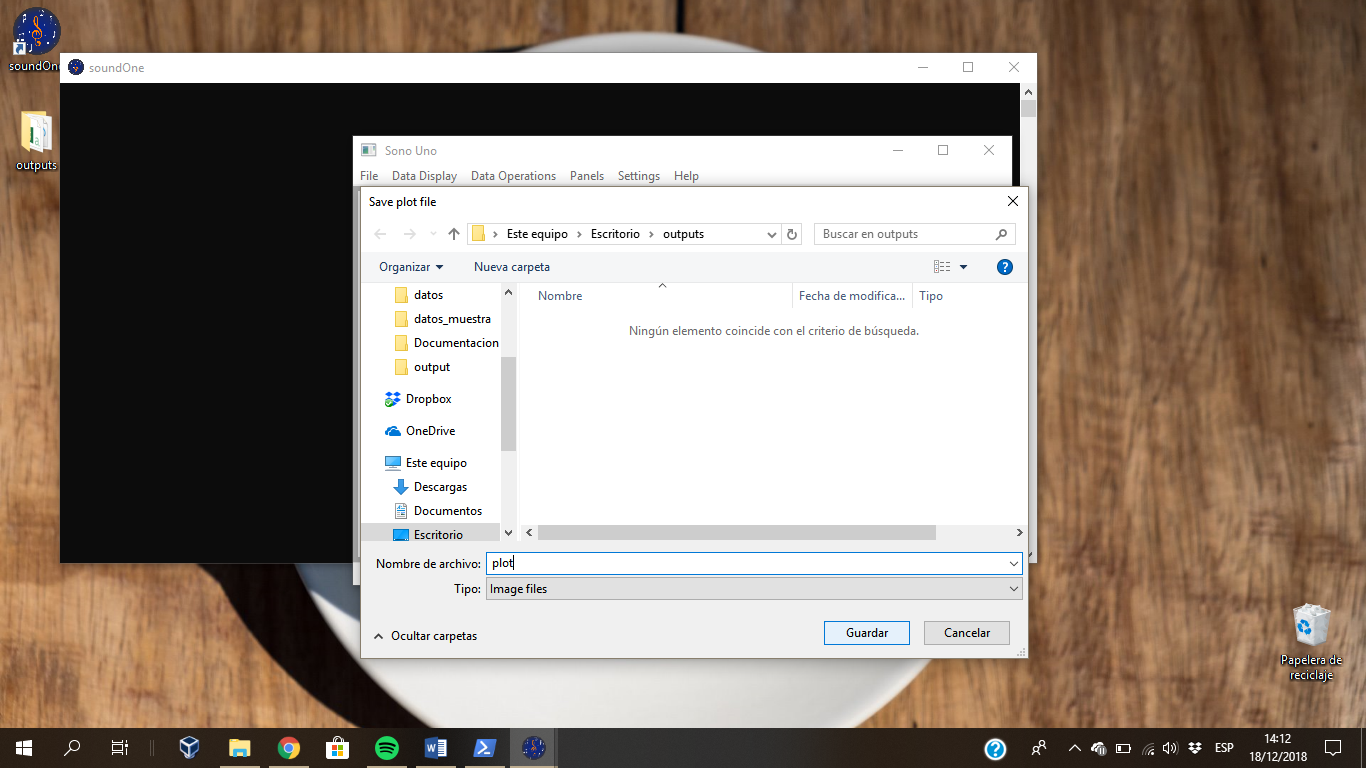 soundOne
soundOn
outputs
Sono Uno
File Data Display Data Operations Panels Settings Help
Save plot file
Este equipo Escritorio outputs
Buscar en outputs
Organizar Nueva carpeta
datos
datos_muestra
Documentacion
output
Dropbox
OneDrive
Este equipo
Descargas
Documentos
Escritorio
Nombre Fecha de modifica... Tipo
Ningún elemento coincide con el criterio de búsqueda.
Nombre de archivo: plot
Tipo: Image files
Ocultar carpetas
Guardar Cancelar
Papelera de
reciclaje
ESP
14:12
18/12/2018